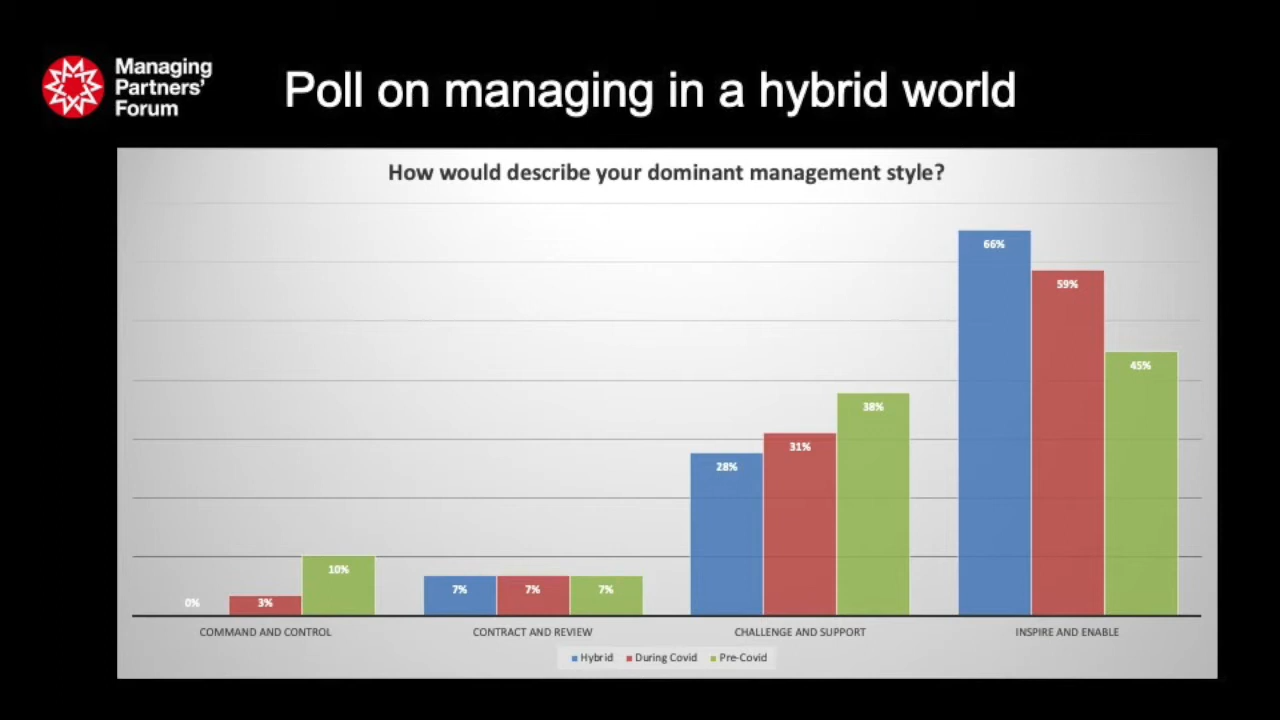 Managing
Partners'
Forum
Poll on managing in a hybrid world
How would describe your dominant management style?
66%
59%
45%
38%
31%
28%
10%
7%
7%
7%
3%
0%
COMMAND AND CONTROL
CONTRACT AND REVIEW
CHALLENGE AND SUPPORT
INSPIRE AND ENABLE
Hybrid
During Covid
Pre-Covid